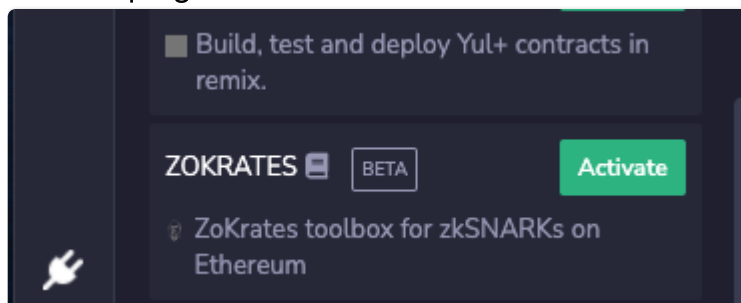 Build, test and deploy Yul+ contracts in
remix.
ZOKRATES BETA Activate
ZoKrates toolbox for zkSNARKs on
Ethereum